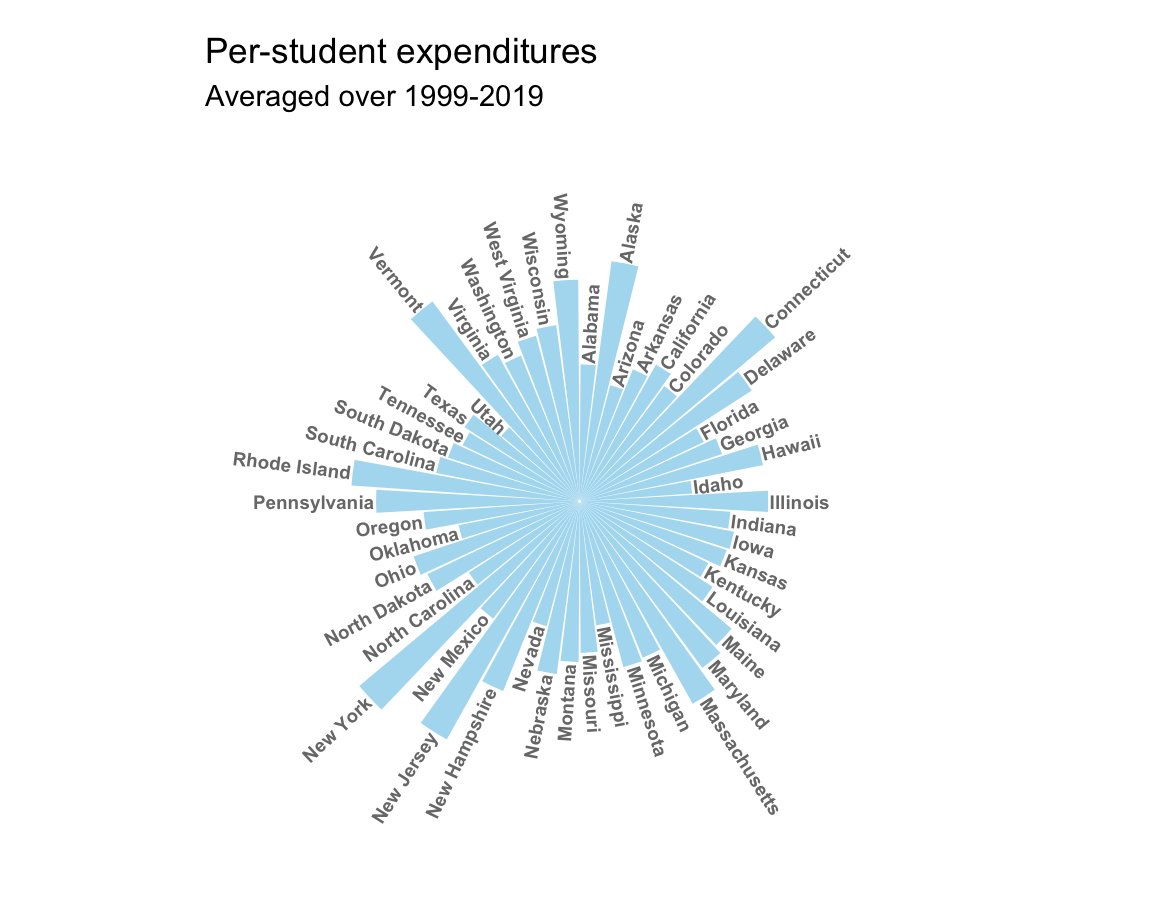 Per-student expenditures
Averaged over 1999-2019
Alabama
Alaska
Arizona
Arkansas
California
Colorado
Connecticut
Delaware
Florida
Georgia
Hawaii
Idaho
Illinois
Indiana
Iowa
Kansas
Kentucky
Louisiana
Maine
Maryland
Massachusetts
Michigan
Minnesota
Mississippi
Missouri
Montana
Nebraska
Nevada
New Hampshire
New Jersey
New Mexico
New York
North Carolina
North Dakota
Ohio
Oklahoma
Oregon
Pennsylvania
Rhode Island
South Carolina
South Dakota
Tennessee
Texas
Utah
Vermont
Virginia
Washington
West Virginia
Wisconsin
Wyoming